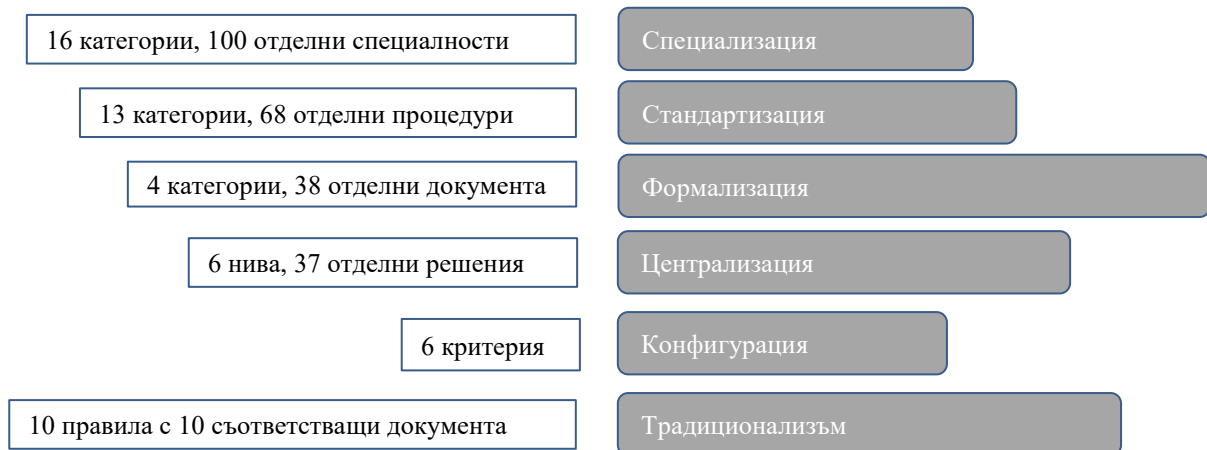 16 категории, 100 отделни специалности
Специализация
13 категории, 68 отделни процедури
Стандартизация
4 категории, 38 отделни документа
Формализация
6 нива, 37 отделни решения
Централизация
6 критерия
Конфигурация
10 правила с 10 съответстващи документа
Традиционализъм